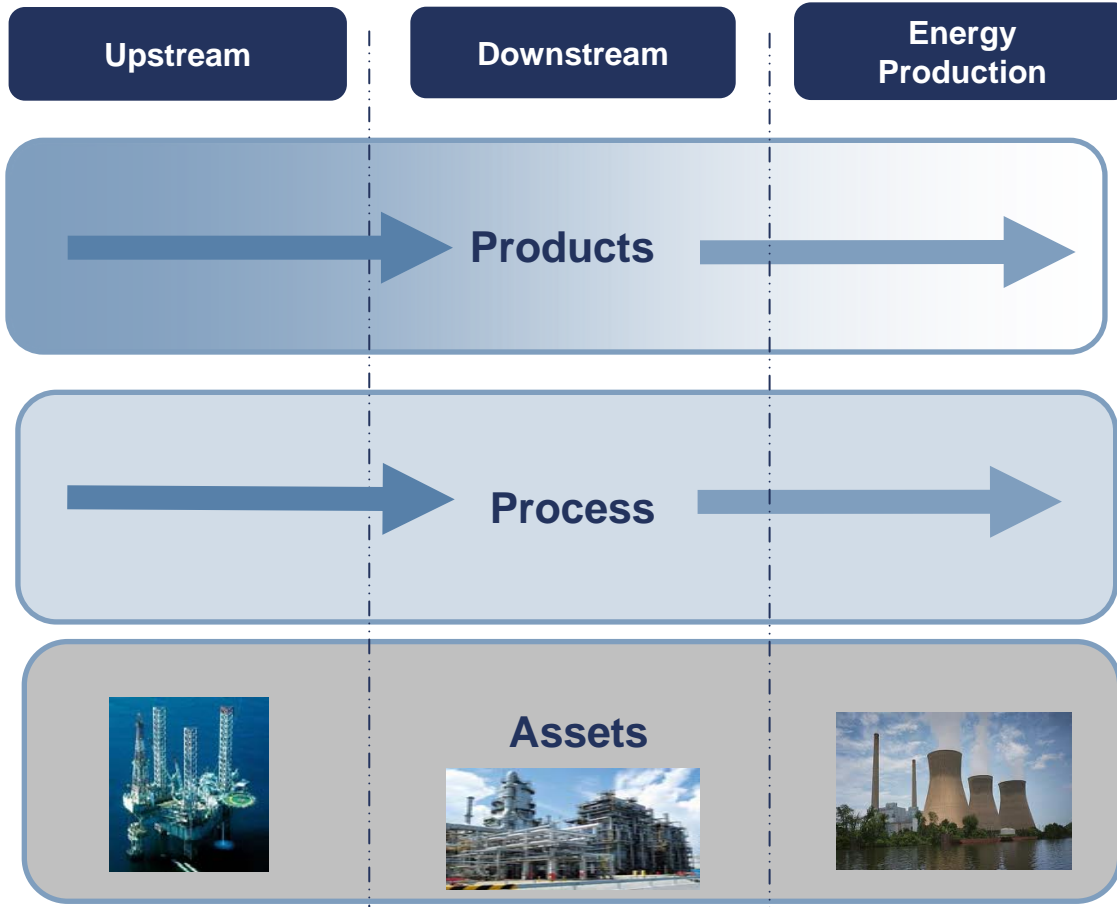 Upstream
Downstream
Energy
Production
Products
Process
Assets